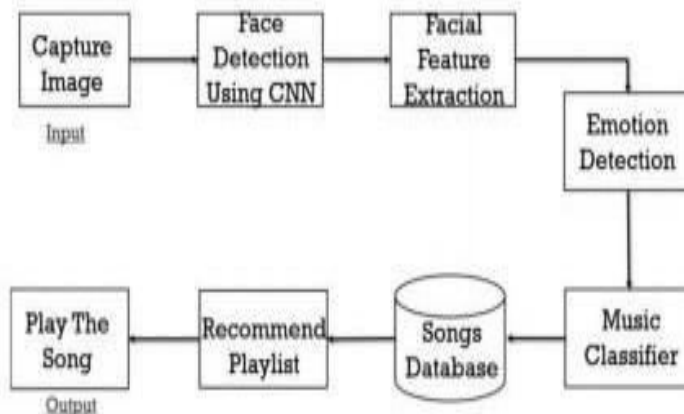 Capture
Image
Input
Face
Detection
Using CNN
Facial
Feature
Extraction
Emotion
Detection
Music
Classifier
Songs
Database
Recommend
Playlist
Play The
Song
Output